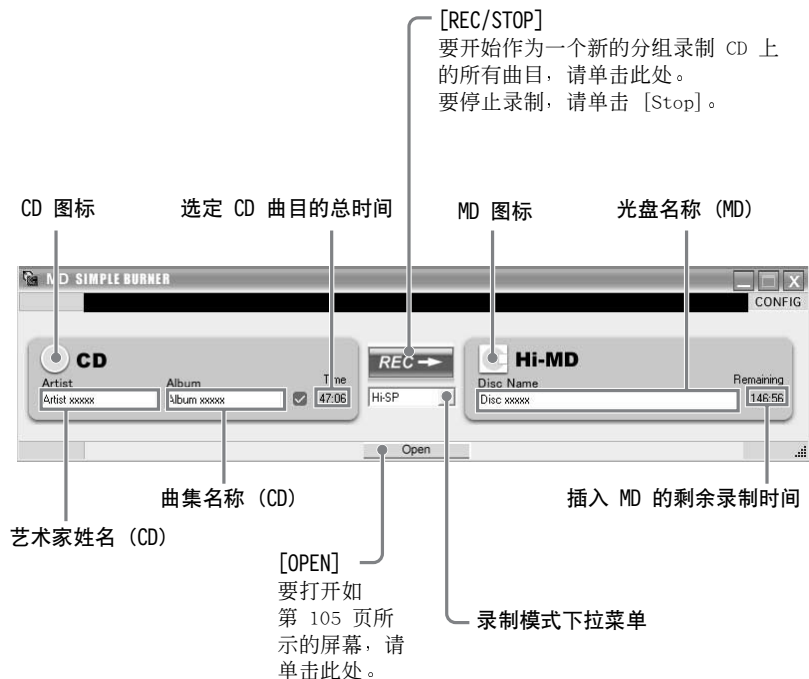 [REC/STOP]
要开始作为一个新的分组录制 CD 上
的所有曲目，请单击此处。
要停止录制，请单击 [Stop]。
CD 图标
选定 CD 曲目的总时间
MD 图标
光盘名称 (MD)
MD SIMPLE BURNER
CONFIG
CD
REC
Hi-MD
Artist
Album
Time
Disc Name
Remaining
Artist xxxxx
Album xxxxx
47:06
Hi-SP
Disc xxxxx
146:56
Open
曲集名称 (CD)
插入 MD 的剩余录制时间
艺术家姓名 (CD)
[OPEN]
要打开如
第 105 页所
示的屏幕，请
单击此处。
录制模式下拉菜单